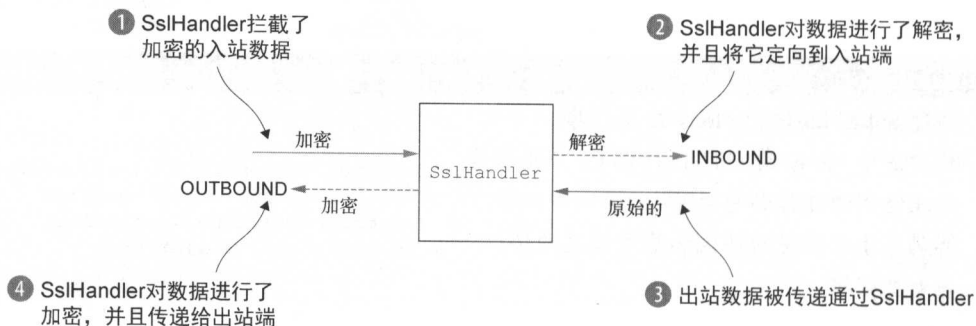 1 SslHandler拦截了
加密的入站数据
2 SslHandler对数据进行了解密，
并且将它定向到入站端
加密
解密
INBOUND
SslHandler
OUTBOUND
加密
原始的
4 SslHandler对数据进行了
加密，并且传递给出站端
3 出站数据被传递通过SslHandler